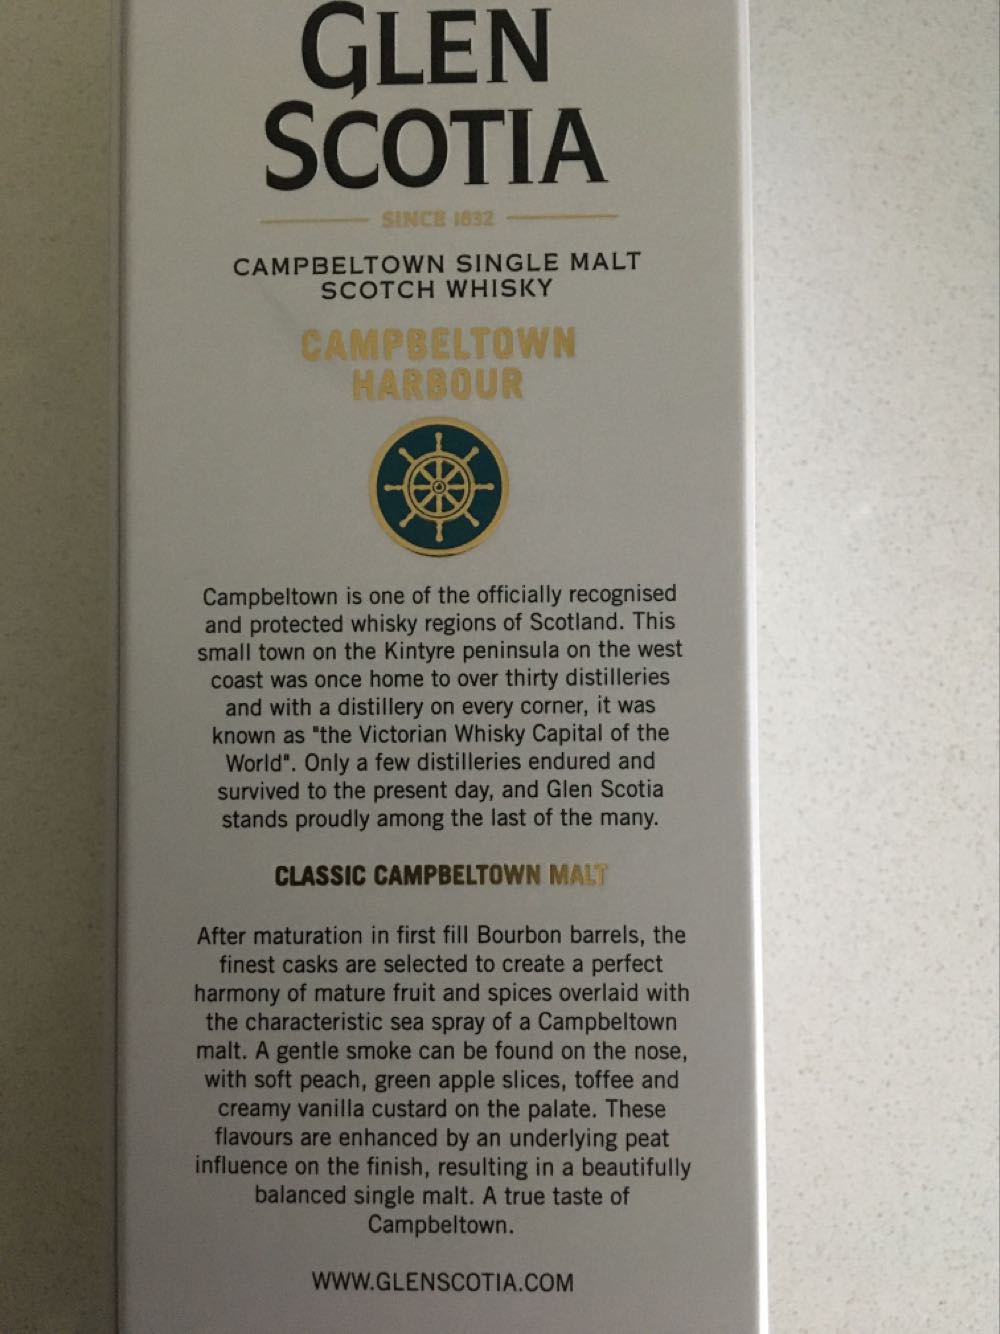 GLEN
SCOTIA
SINCE 1832
CAMPBELTOWN SINGLE MALT
SCOTCH WHISKY
CAMPBELTOWN
HARBOUR
Campbeltown is one of the officially recognised
and protected whisky regions of Scotland. This
small town on the Kintyre peninsula on the west
coast was once home to over thirty distilleries
and with a distillery on every corner, it was
known as "the Victorian Whisky Capital of the
World". Only a few distilleries endured and
survived to the present day, and Glen Scotia
stands proudly among the last of the many.
CLASSIC CAMPBELTOWN MALT
After maturation in first fill Bourbon barrels, the
finest casks are selected to create a perfect
harmony of mature fruit and spices overlaid with
the characteristic sea spray of a Campbeltown
malt. A gentle smoke can be found on the nose,
with soft peach, green apple slices, toffee and
creamy vanilla custard on the palate. These
flavours are enhanced by an underlying peat
influence on the finish, resulting in a beautifully
balanced single malt. A true taste of
Campbeltown.
WWW.GLENSCOTIA.COM